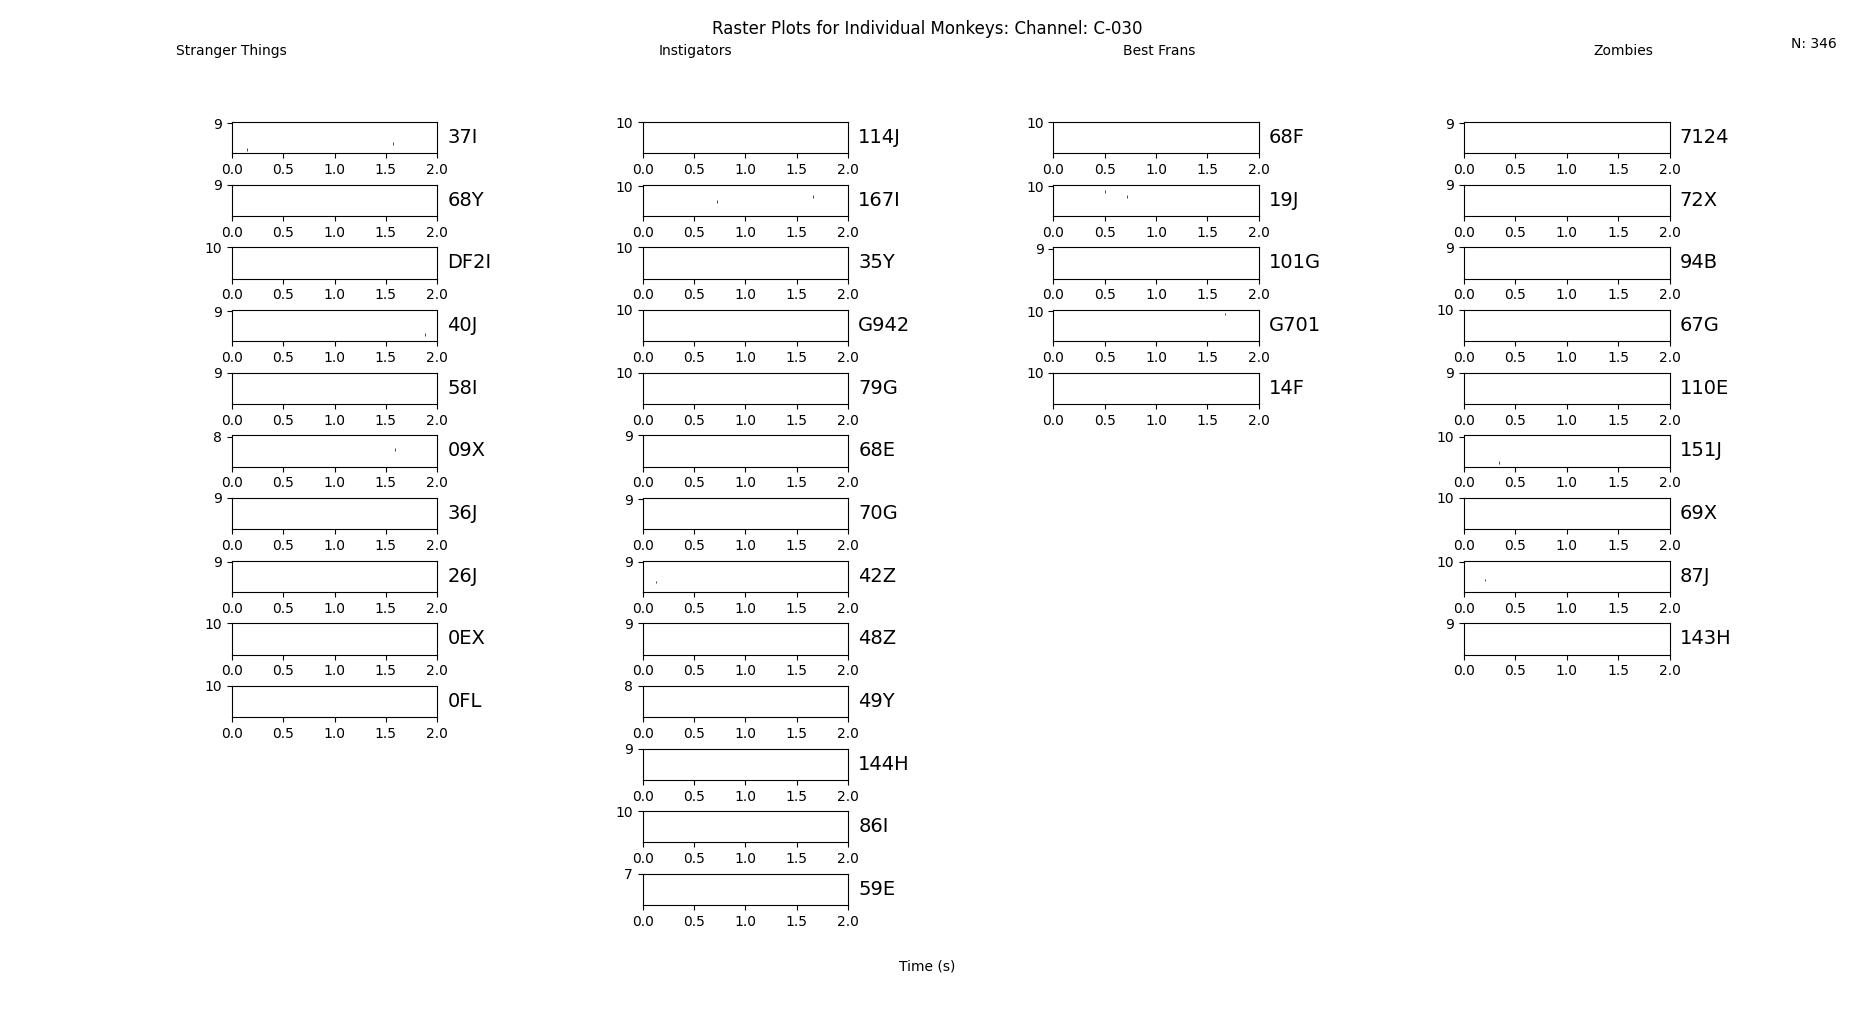 Raster Plots for Individual Monkeys: Channel: C-030
Stranger Things Instigators Best Frans Zombies N: 346
9 37I 10 114J 10 68F 9 7124
0.0 0.5 1.0 1.5 2.0 0.0 0.5 1.0 1.5 2.0 0.0 0.5 1.0 1.5 2.0 0.0 0.5 1.0 1.5 2.0
9 68Y 10 167I 10 19J 9 72X
0.0 0.5 1.0 1.5 2.0 0.0 0.5 1.0 1.5 2.0 0.0 0.5 1.0 1.5 2.0 0.0 0.5 1.0 1.5 2.0
10 DF2I 10 35Y 9 101G 9 94B
0.0 0.5 1.0 1.5 2.0 0.0 0.5 1.0 1.5 2.0 0.0 0.5 1.0 1.5 2.0 0.0 0.5 1.0 1.5 2.0
9 40J 10 G942 10 G701 10 67G
0.0 0.5 1.0 1.5 2.0 0.0 0.5 1.0 1.5 2.0 0.0 0.5 1.0 1.5 2.0 0.0 0.5 1.0 1.5 2.0
9 58I 10 79G 10 14F 9 110E
0.0 0.5 1.0 1.5 2.0 0.0 0.5 1.0 1.5 2.0 0.0 0.5 1.0 1.5 2.0 0.0 0.5 1.0 1.5 2.0
8 09X 9 68E 10 151J
0.0 0.5 1.0 1.5 2.0 0.0 0.5 1.0 1.5 2.0 0.0 0.5 1.0 1.5 2.0
9 36J 9 70G 10 69X
0.0 0.5 1.0 1.5 2.0 0.0 0.5 1.0 1.5 2.0 0.0 0.5 1.0 1.5 2.0
9 26J 9 42Z 10 87J
0.0 0.5 1.0 1.5 2.0 0.0 0.5 1.0 1.5 2.0 0.0 0.5 1.0 1.5 2.0
10 0EX 9 48Z 9 143H
0.0 0.5 1.0 1.5 2.0 0.0 0.5 1.0 1.5 2.0 0.0 0.5 1.0 1.5 2.0
10 0FL 8 49Y
0.0 0.5 1.0 1.5 2.0 0.0 0.5 1.0 1.5 2.0
9 144H
0.0 0.5 1.0 1.5 2.0
10 86I
0.0 0.5 1.0 1.5 2.0
7 59E
0.0 0.5 1.0 1.5 2.0
Time (s)